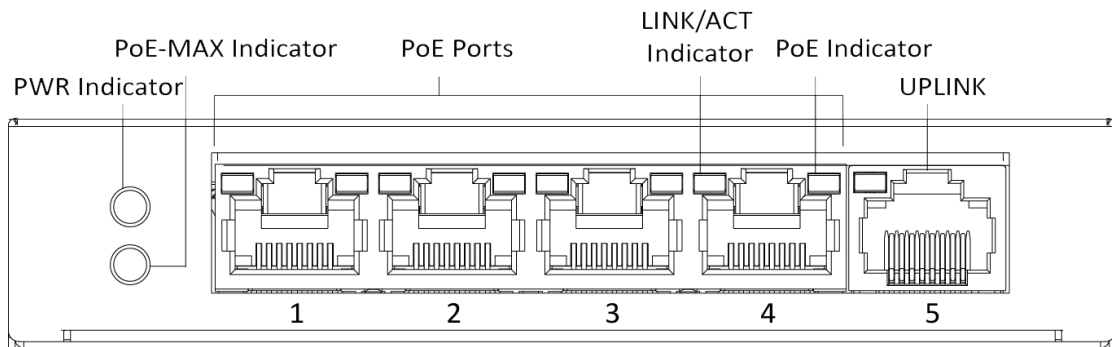 LINK/ACT
Indicator
PoE-MAX Indicator
PoE Ports
PoE Indicator
PWR Indicator
UPLINK
1 2 3 4 5